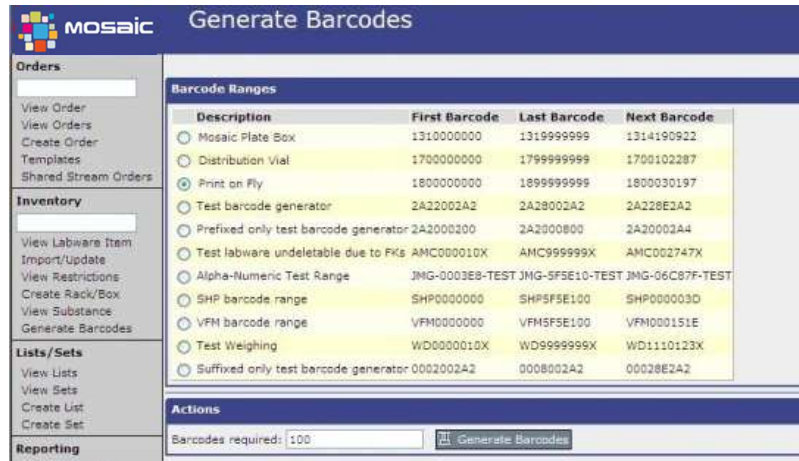 mosaic
Generate Barcodes
Orders
View Order
View Orders
Create Order
Templates
Shared Stream Orders
Inventory
View Labware Item
Import/Update
View Restrictions
Create Rack/Box
View Substance
Generate Barcodes
Lists/Sets
View Lists
View Sets
Create List
Create Set
Reporting
Barcode Ranges
Description First Barcode Last Barcode Next Barcode
Mosaic Plate Box 1310000000 1319999999 1314190922
Distribution Vial 1700000000 1799999999 1700102287
Print on Fly 1800000000 1899999999 1800030197
Test barcode generator 2A22002A2 2A28002A2 2A228E2A2
Prefixed only test barcode generator 2A2000200 2A2000800 2A20002A4
Test labware undeletable due to FKs AMC000010X AMC999999X AMC002747X
Alpha-Numeric Test Range JMG-0003E8-TEST JMG-5F5E10-TEST JMG-06C87F-TEST
SHP barcode range SHP0000000 SHP5F5E100 SHP000003D
VFM barcode range VFM0000000 VFM5F5E100 VFM000151E
Test Weighing WD0000010X WD9999999X WD1110123X
Suffixed only test barcode generator 0002002A2 0008002A2 00028E2A2
Actions
Barcodes required: 100 Generate Barcodes